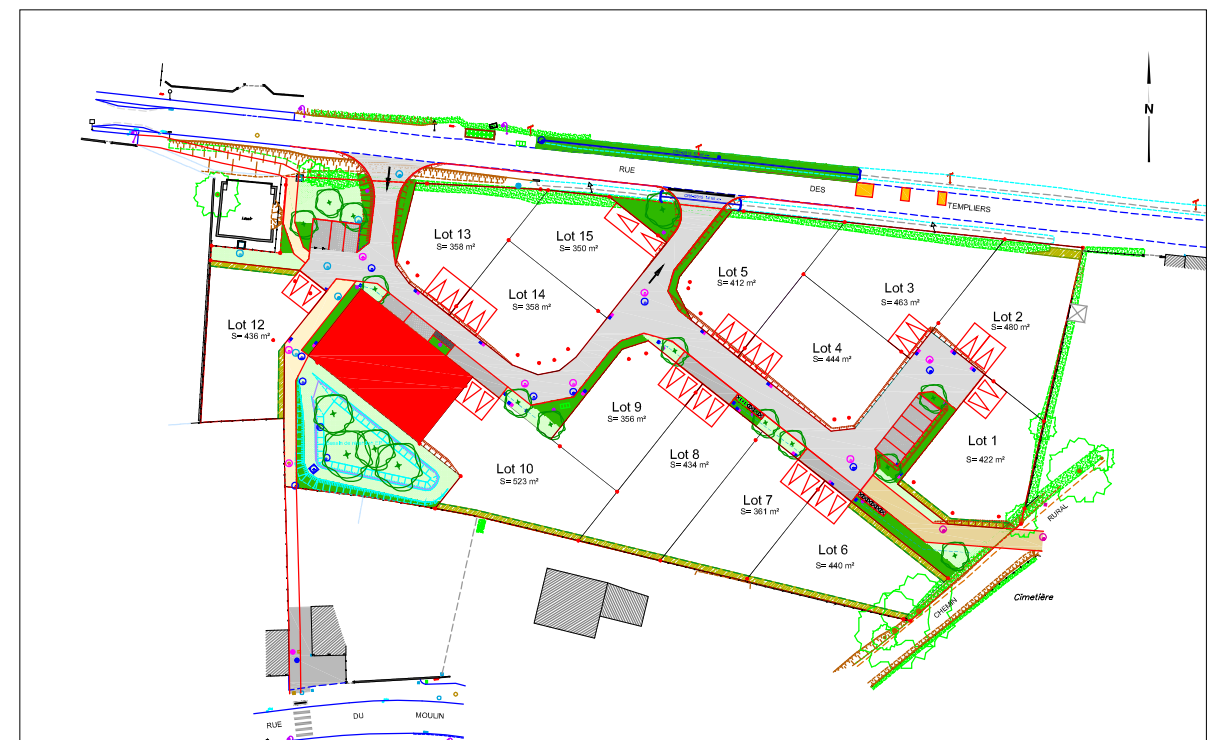 N
RUE
DES
TEMPLIERS
Lot 13
S= 358 m²
Lot 15
S= 350 m²
Lot 14
S= 358 m²
Lot 5
S= 412 m²
Lot 3
S= 463 m²
Lot 2
S= 480 m²
Lot 4
S= 444 m²
Lot 12
S= 436 m²
Lot 9
S= 356 m²
Lot 8
S= 434 m²
Lot 1
S= 422 m²
Lot 10
S= 523 m²
Lot 7
S= 361 m²
Lot 6
S= 440 m²
CHEMIN
RURAL
Cimetière
RUE
DU
MOULIN